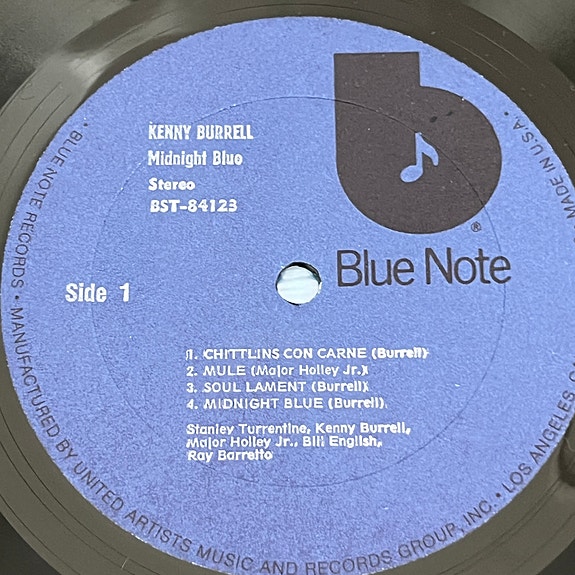 KENNY BURRELL
Midnight Blue
Stereo
BST-84123
Side 1
b
®
Blue Note
1. CHITTLINS CON CARNE (Burrell)
2. MULE (Major Holley Jr.)
3. SOUL LAMENT (Burrell)
4. MIDNIGHT BLUE (Burrell)
Stanley Turrentine, Kenny Burrell,
Major Holley Jr., Bill English,
Ray Barretto
• BLUE NOTE RECORDS • MANUFACTURED BY UNITED ARTISTS MUSIC AND RECORDS GROUP, INC. • LOS ANGELES, MADE IN U.S.A. •